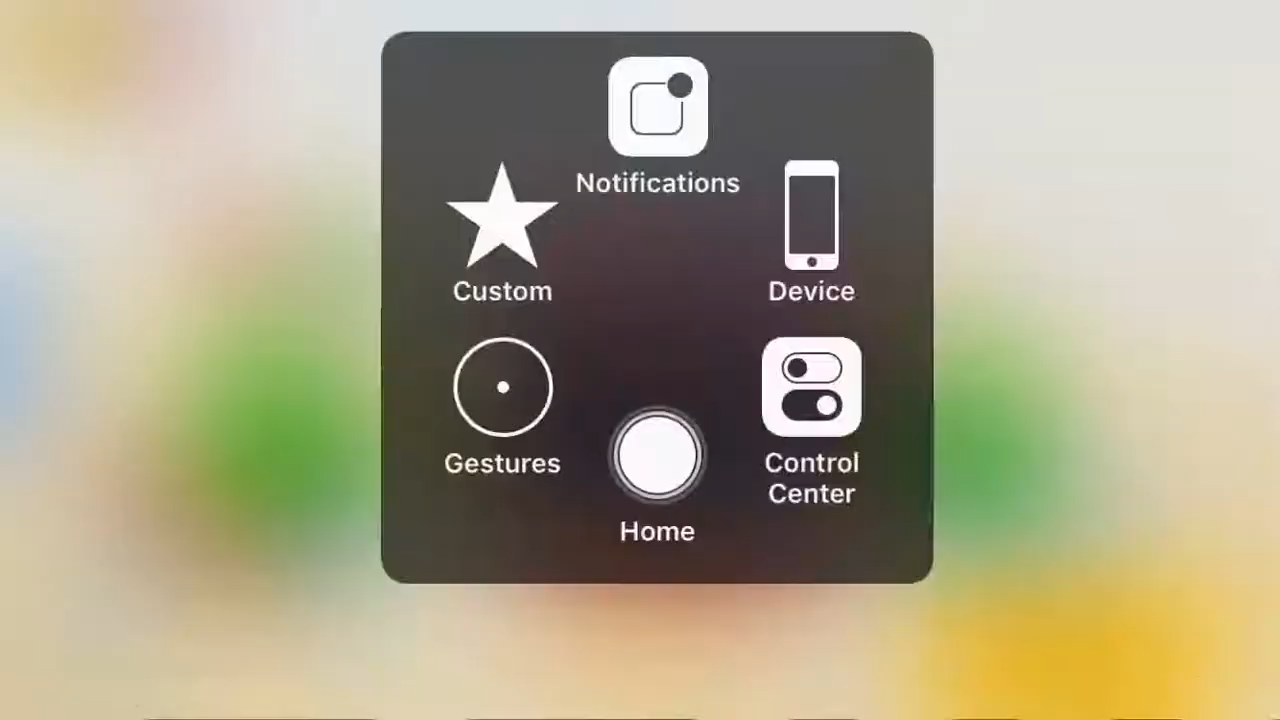 Notifications
Custom
Device
Gestures
Control
Center
Home